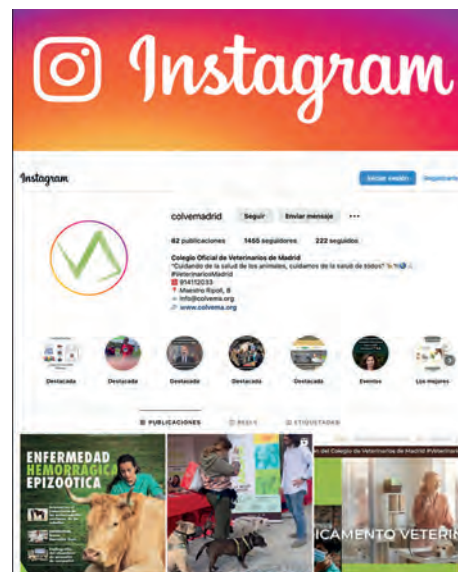 Instagram
Instagram
Iniciar sesión
Registrarte
colvemadrid Seguir Enviar mensaje
82 publicaciones 1455 seguidores 222 seguidos
Colegio Oficial de Veterinarios de Madrid
"Cuidando de la salud de los animales, cuidamos de la salud de todos"
#VeterinariosMadrid
914112033
Maestro Ripoll, 8
info@colvema.org
www.colvema.org
Destacada Destacada Destacada Destacada Destacada Eventos Los mejores
PUBLICACIONES REELS ETIQUETADAS
ENFERMEDAD
HEMORRÁGICA
EPIZOÓTICA
n del Colegio de Veterinarios de Madrid
ICAMENTO VETERIN